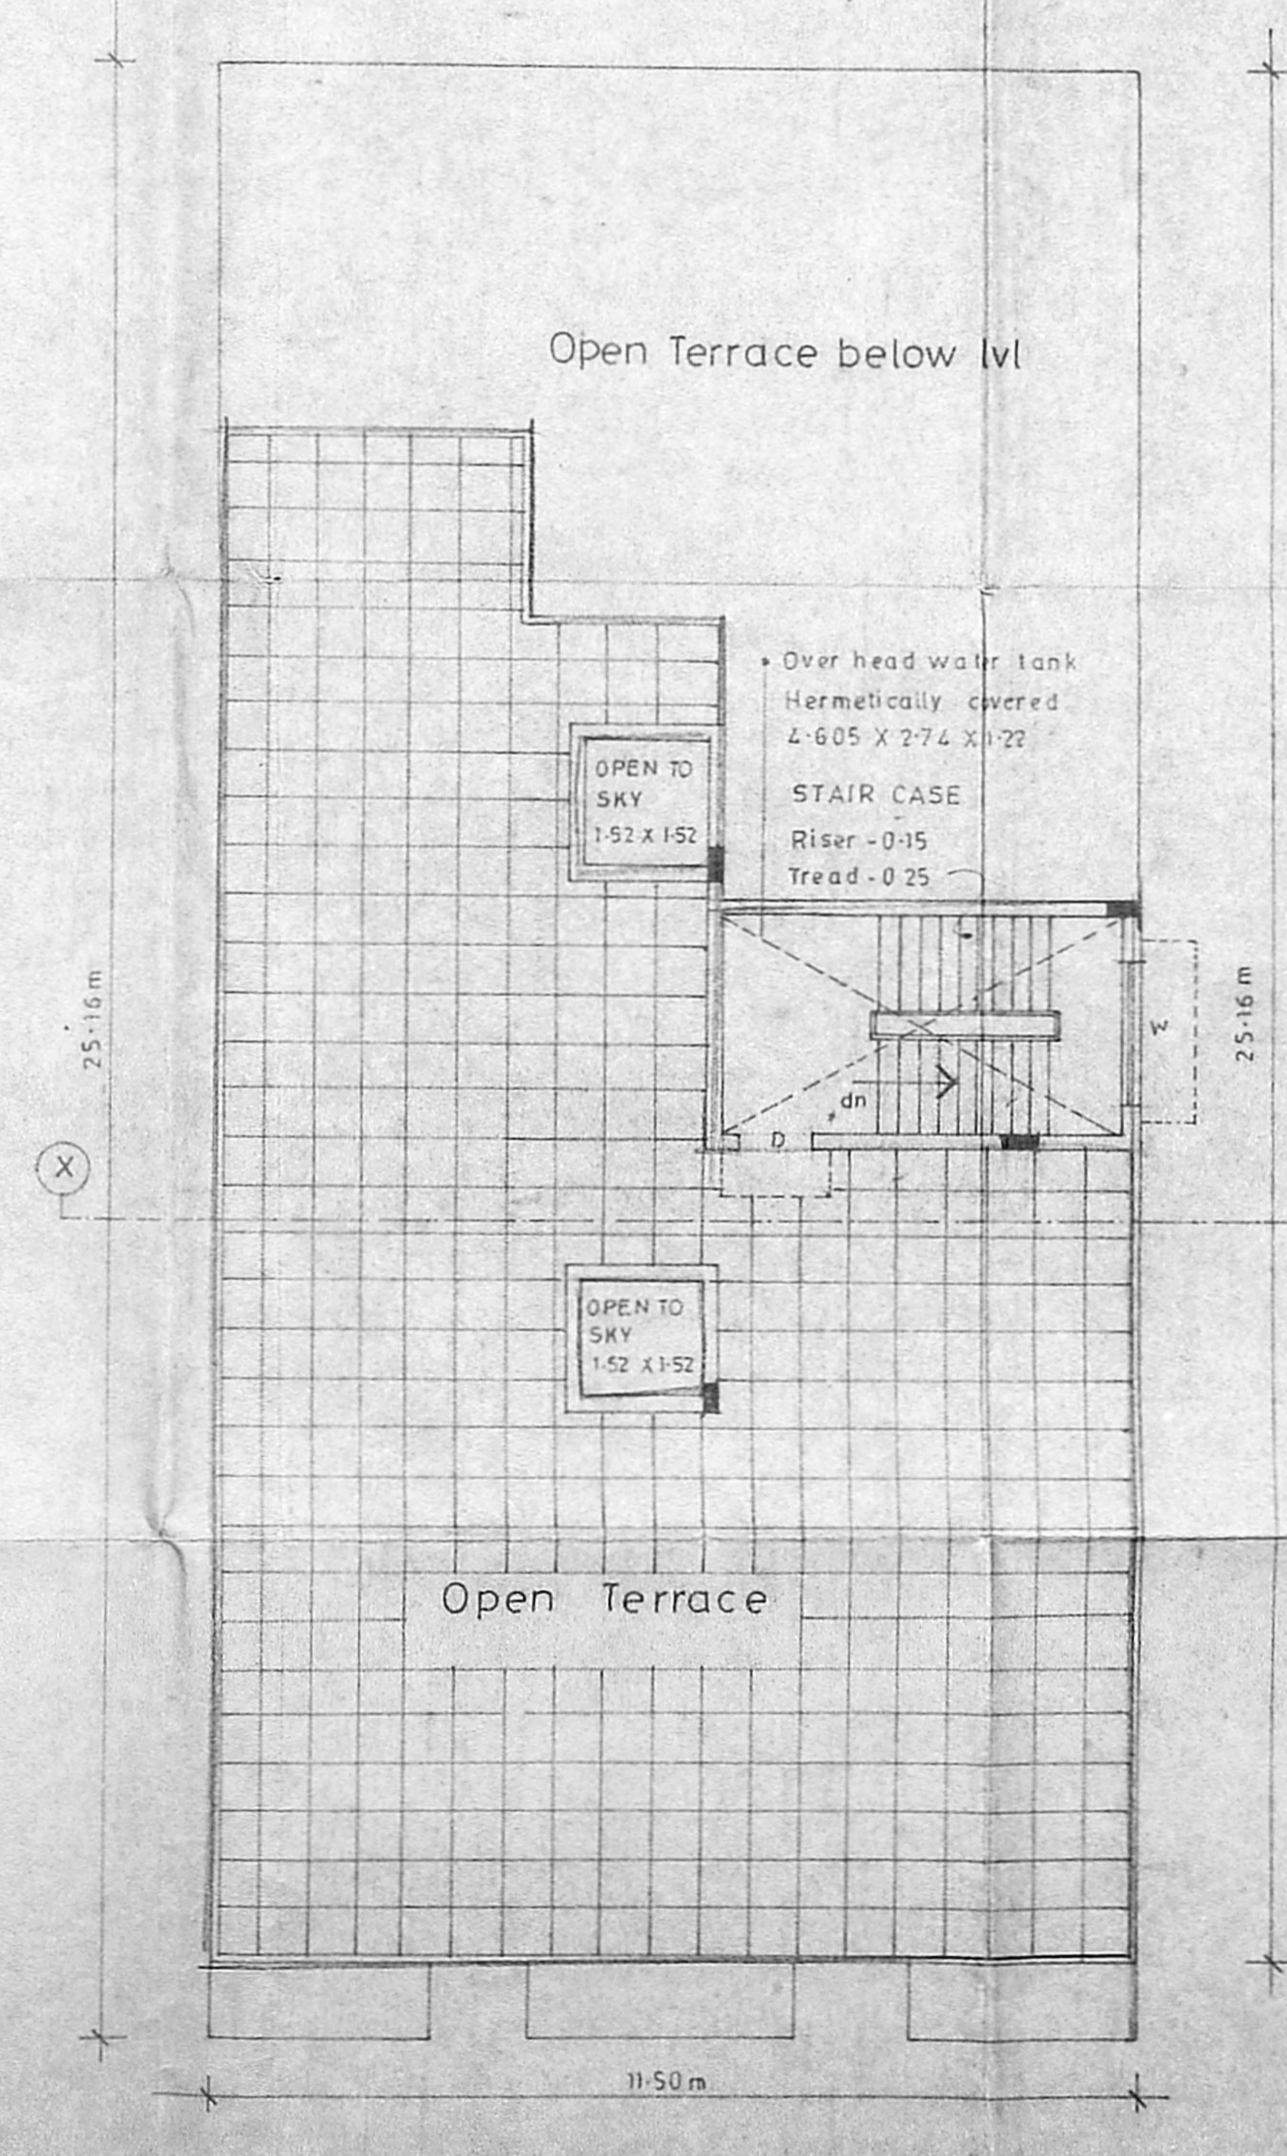 Open Terrace below lvl
Over head water tank
Hermetically covered
4.605 X 2.74 X 1.22
STAIR CASE
Riser - 0.15
Tread - 0.25
OPEN TO
SKY
1.52 X 1.52
W
dn
D
25.16 m
25.16 m
X
OPEN TO
SKY
1.52 X 1.52
Open Terrace
11.50 m